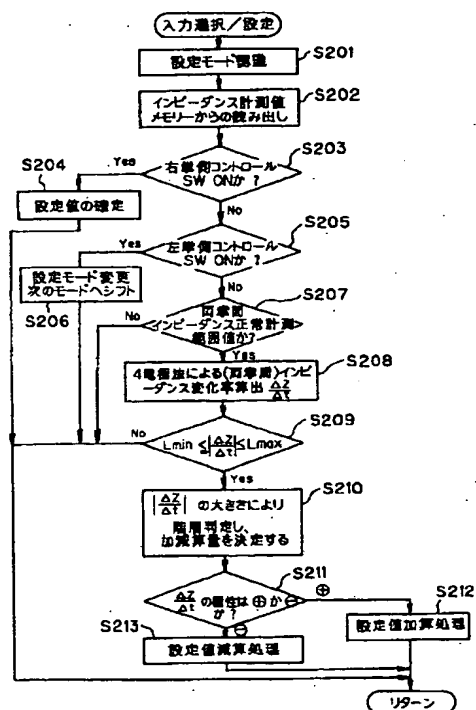 入力選択/設定
S201
設定モード認識
S202
インピーダンス計測値
メモリーからの読み出し
S203
右掌側コントロール
SW ONか?
Yes
No
S204
設定値の確定
S205
左掌側コントロール
SW ONか?
Yes
No
設定モード変更
次のモードへシフト
S206
S207
両掌間
インピーダンス正常計測
範囲値か?
No
Yes
S208
4電極法による(両掌間)インピ
ーダンス変化率算出 ΔZ/Δt
S209
Lmin ≤|ΔZ/Δt|≤ Lmax
No
Yes
S210
|ΔZ/Δt| の大きさにより
階層判定し、
加減算量を決定する
S211
ΔZ/Δt の極性は⊕か⊖
か?
⊕
⊖
S212
設定値加算処理
S213
設定値減算処理
リターン